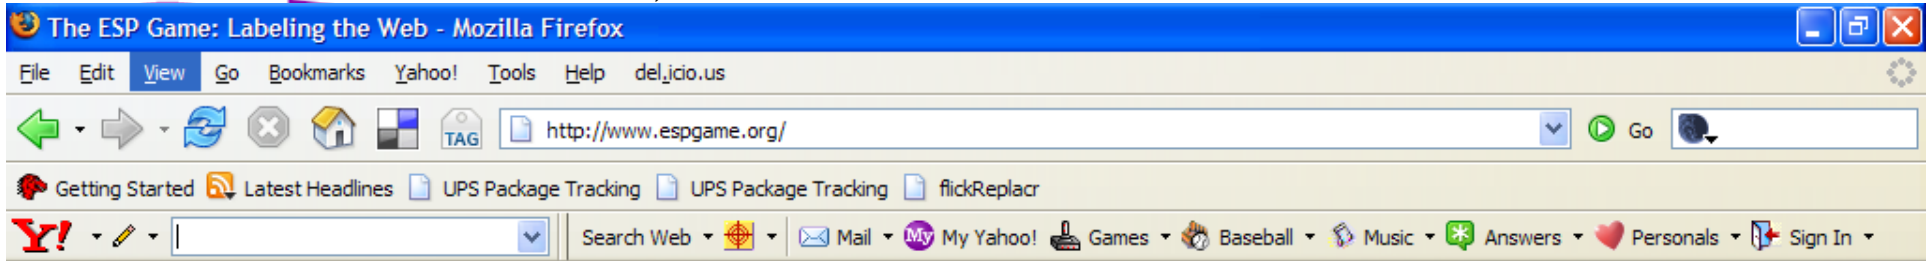 The ESP Game: Labeling the Web - Mozilla Firefox
File Edit View Go Bookmarks Yahoo! Tools Help del.icio.us
TAG http://www.espgame.org/ Go
Getting Started Latest Headlines UPS Package Tracking UPS Package Tracking flickReplacr
Y! Search Web Mail My My Yahoo! Games Baseball Music Answers Personals Sign In